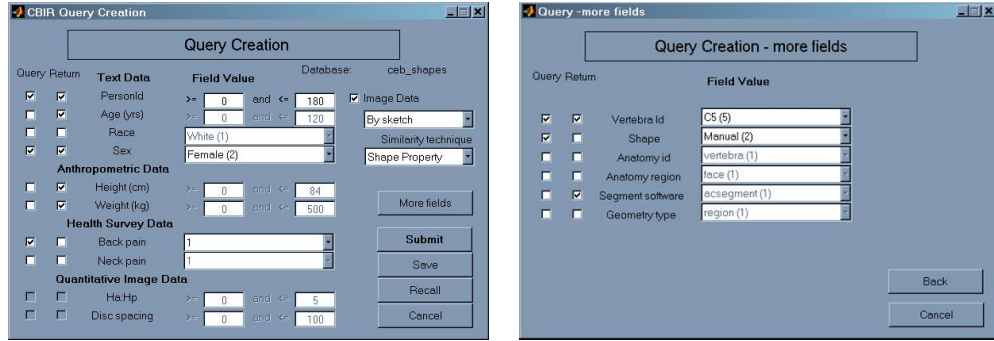 CBIR Query Creation
Query Creation
Query Return Text Data Field Value Database: ceb_shapes
PersonId >= 0 and <= 180 Image Data
Age (yrs) >= 0 and <= 120 By sketch
Race White (1) Similarity technique
Sex Female (2) Shape Property
Anthropometric Data
Height (cm) >= 0 and <= 84
Weight (kg) >= 0 and <= 500 More fields
Health Survey Data
Back pain 1 Submit
Neck pain 1 Save
Quantitative Image Data
Ha:Hp >= 0 and <= 5 Recall
Disc spacing >= 0 and <= 100 Cancel
Query -more fields
Query Creation - more fields
Query Return Field Value
Vertebra Id C5 (5)
Shape Manual (2)
Anatomy id vertebra (1)
Anatomy region face (1)
Segment software acsegment (1)
Geometry type region (1)
Back
Cancel